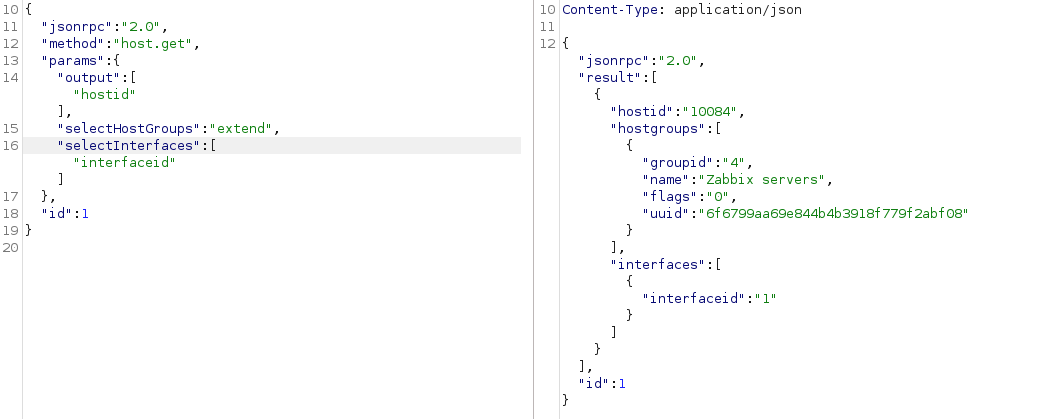 10 {
11   "jsonrpc":"2.0",
12   "method":"host.get",
13   "params":{
14     "output":[
      "hostid"
    ],
15     "selectHostGroups":"extend",
16     "selectInterfaces":[
      "interfaceid"
    ]
17   },
18   "id":1
19 }
20
10 Content-Type: application/json
11
12 {
  "jsonrpc":"2.0",
  "result":[
    {
      "hostid":"10084",
      "hostgroups":[
        {
          "groupid":"4",
          "name":"Zabbix servers",
          "flags":"0",
          "uuid":"6f6799aa69e844b4b3918f779f2abf08"
        }
      ],
      "interfaces":[
        {
          "interfaceid":"1"
        }
      ]
    }
  ],
  "id":1
}